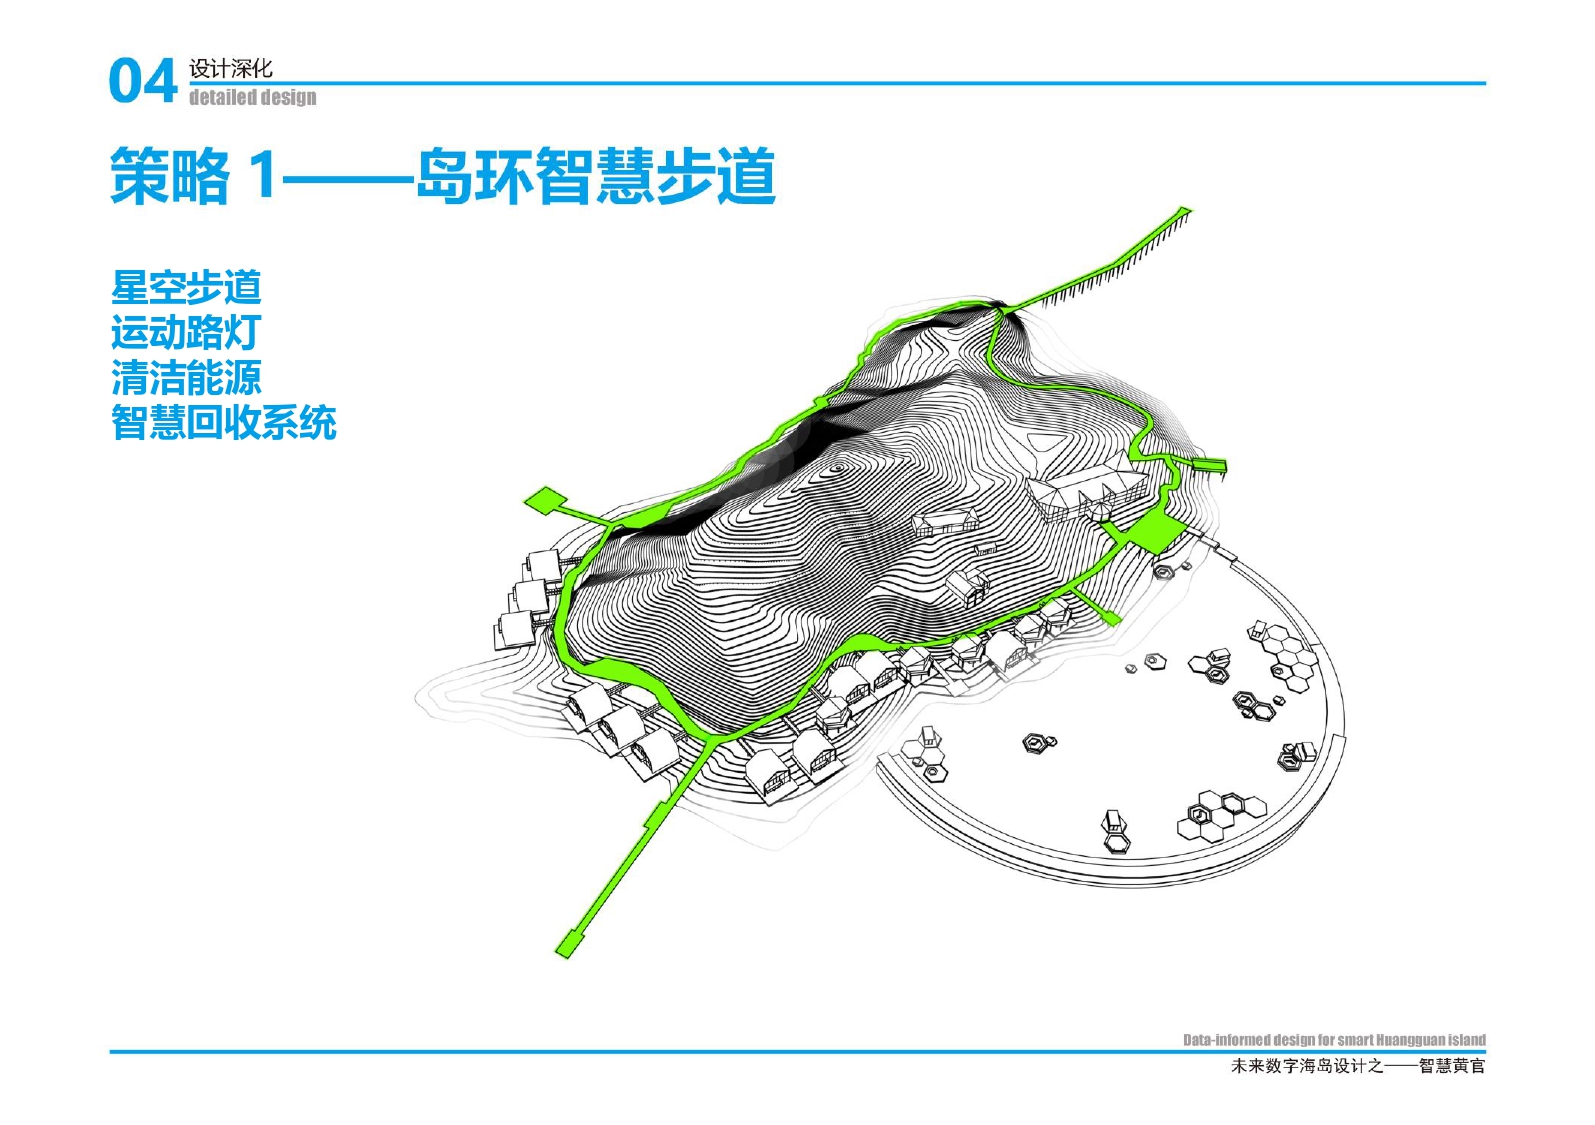 04
设计深化
detailed design
策略 1——岛环智慧步道
星空步道
运动路灯
清洁能源
智慧回收系统
Data-informed design for smart Huangguan island
未来数字海岛设计之——智慧黄官